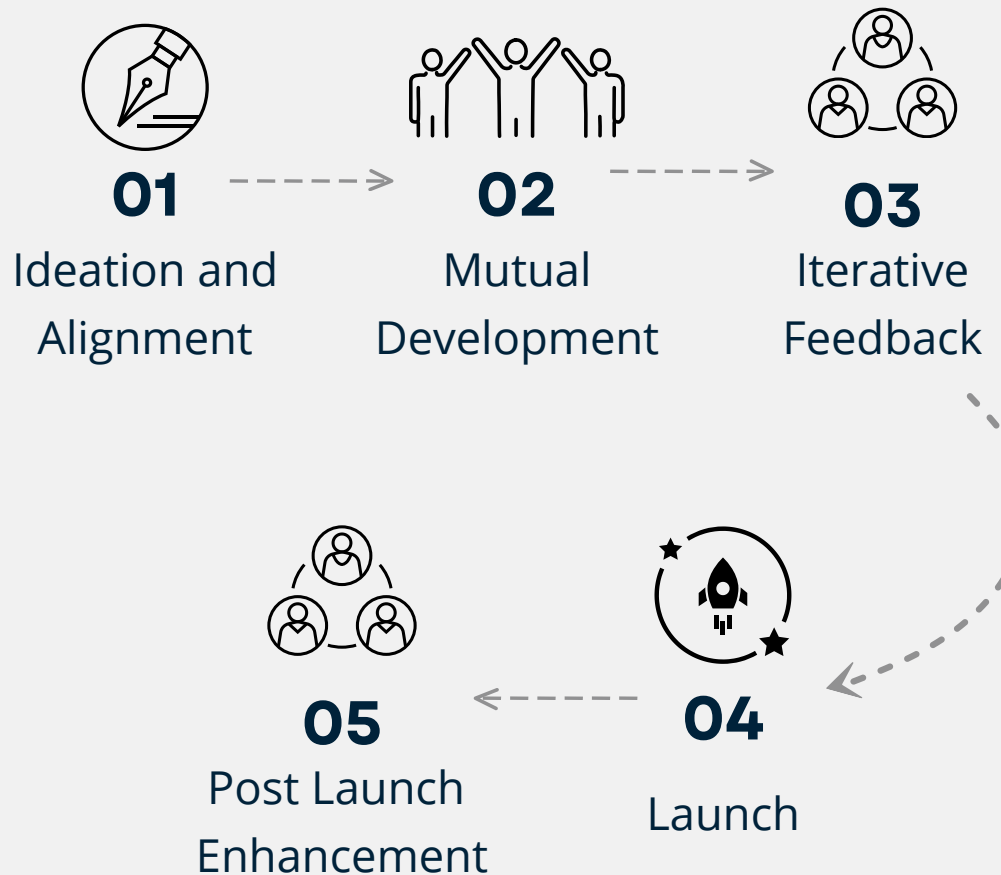 01
Ideation and
Alignment
02
Mutual
Development
03
Iterative
Feedback
04
Launch
05
Post Launch
Enhancement